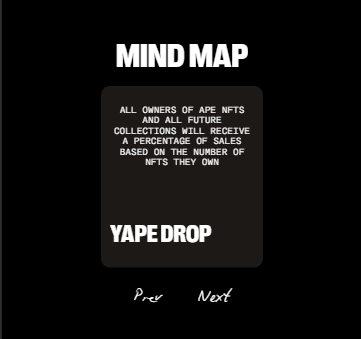 MIND MAP
ALL OWNERS OF APE NFTS
AND ALL FUTURE
COLLECTIONS WILL RECEIVE
A PERCENTAGE OF SALES
BASED ON THE NUMBER OF
NFTS THEY OWN
YAPE DROP
Prev Next